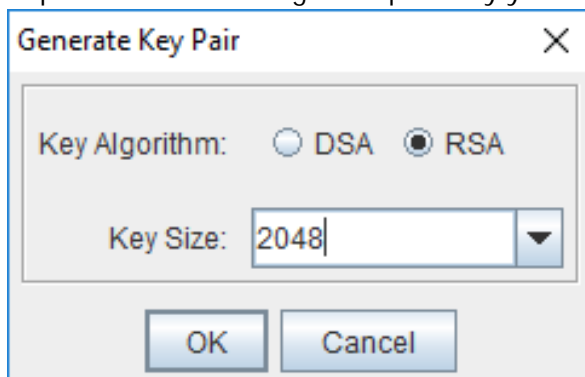 Generate Key Pair
Key Algorithm: DSA RSA
Key Size: 2048
OK Cancel